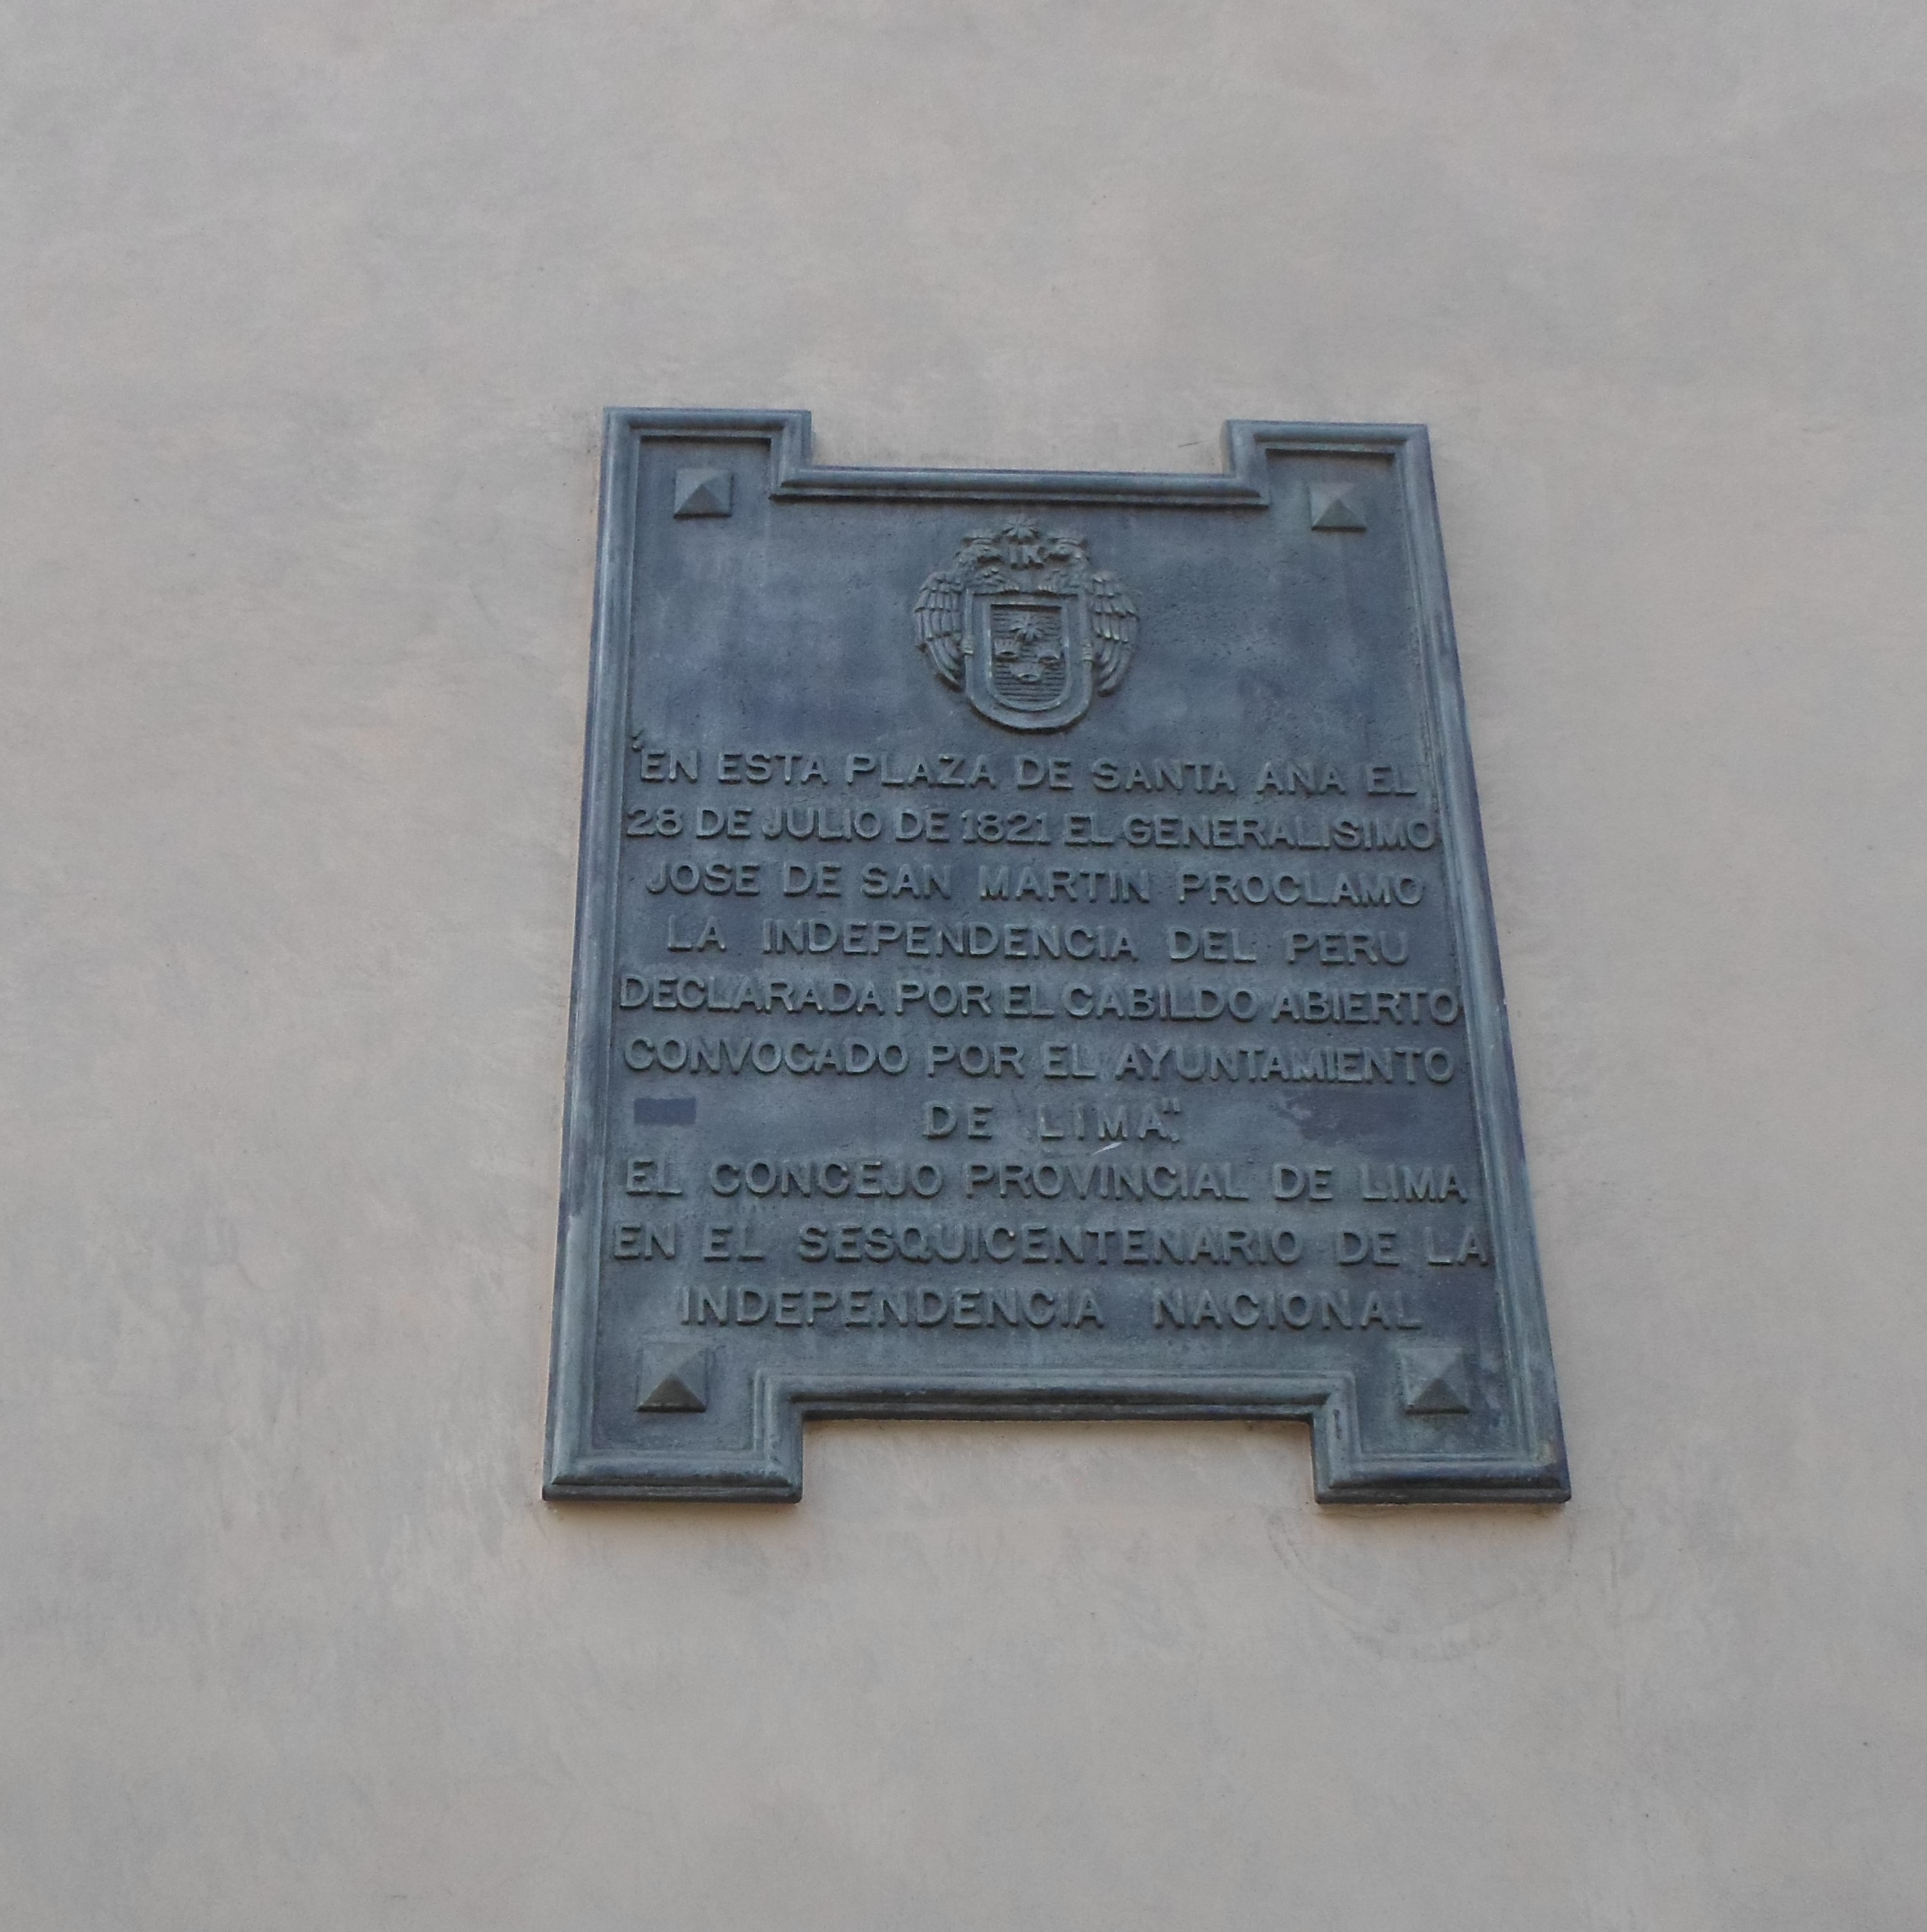 IK
"EN ESTA PLAZA DE SANTA ANA EL
28 DE JULIO DE 1821 EL GENERALISIMO
JOSE DE SAN MARTIN PROCLAMO
LA INDEPENDENCIA DEL PERU
DECLARADA POR EL CABILDO ABIERTO
CONVOCADO POR EL AYUNTAMIENTO
DE LIMA".
EL CONCEJO PROVINCIAL DE LIMA
EN EL SESQUICENTENARIO DE LA
INDEPENDENCIA NACIONAL